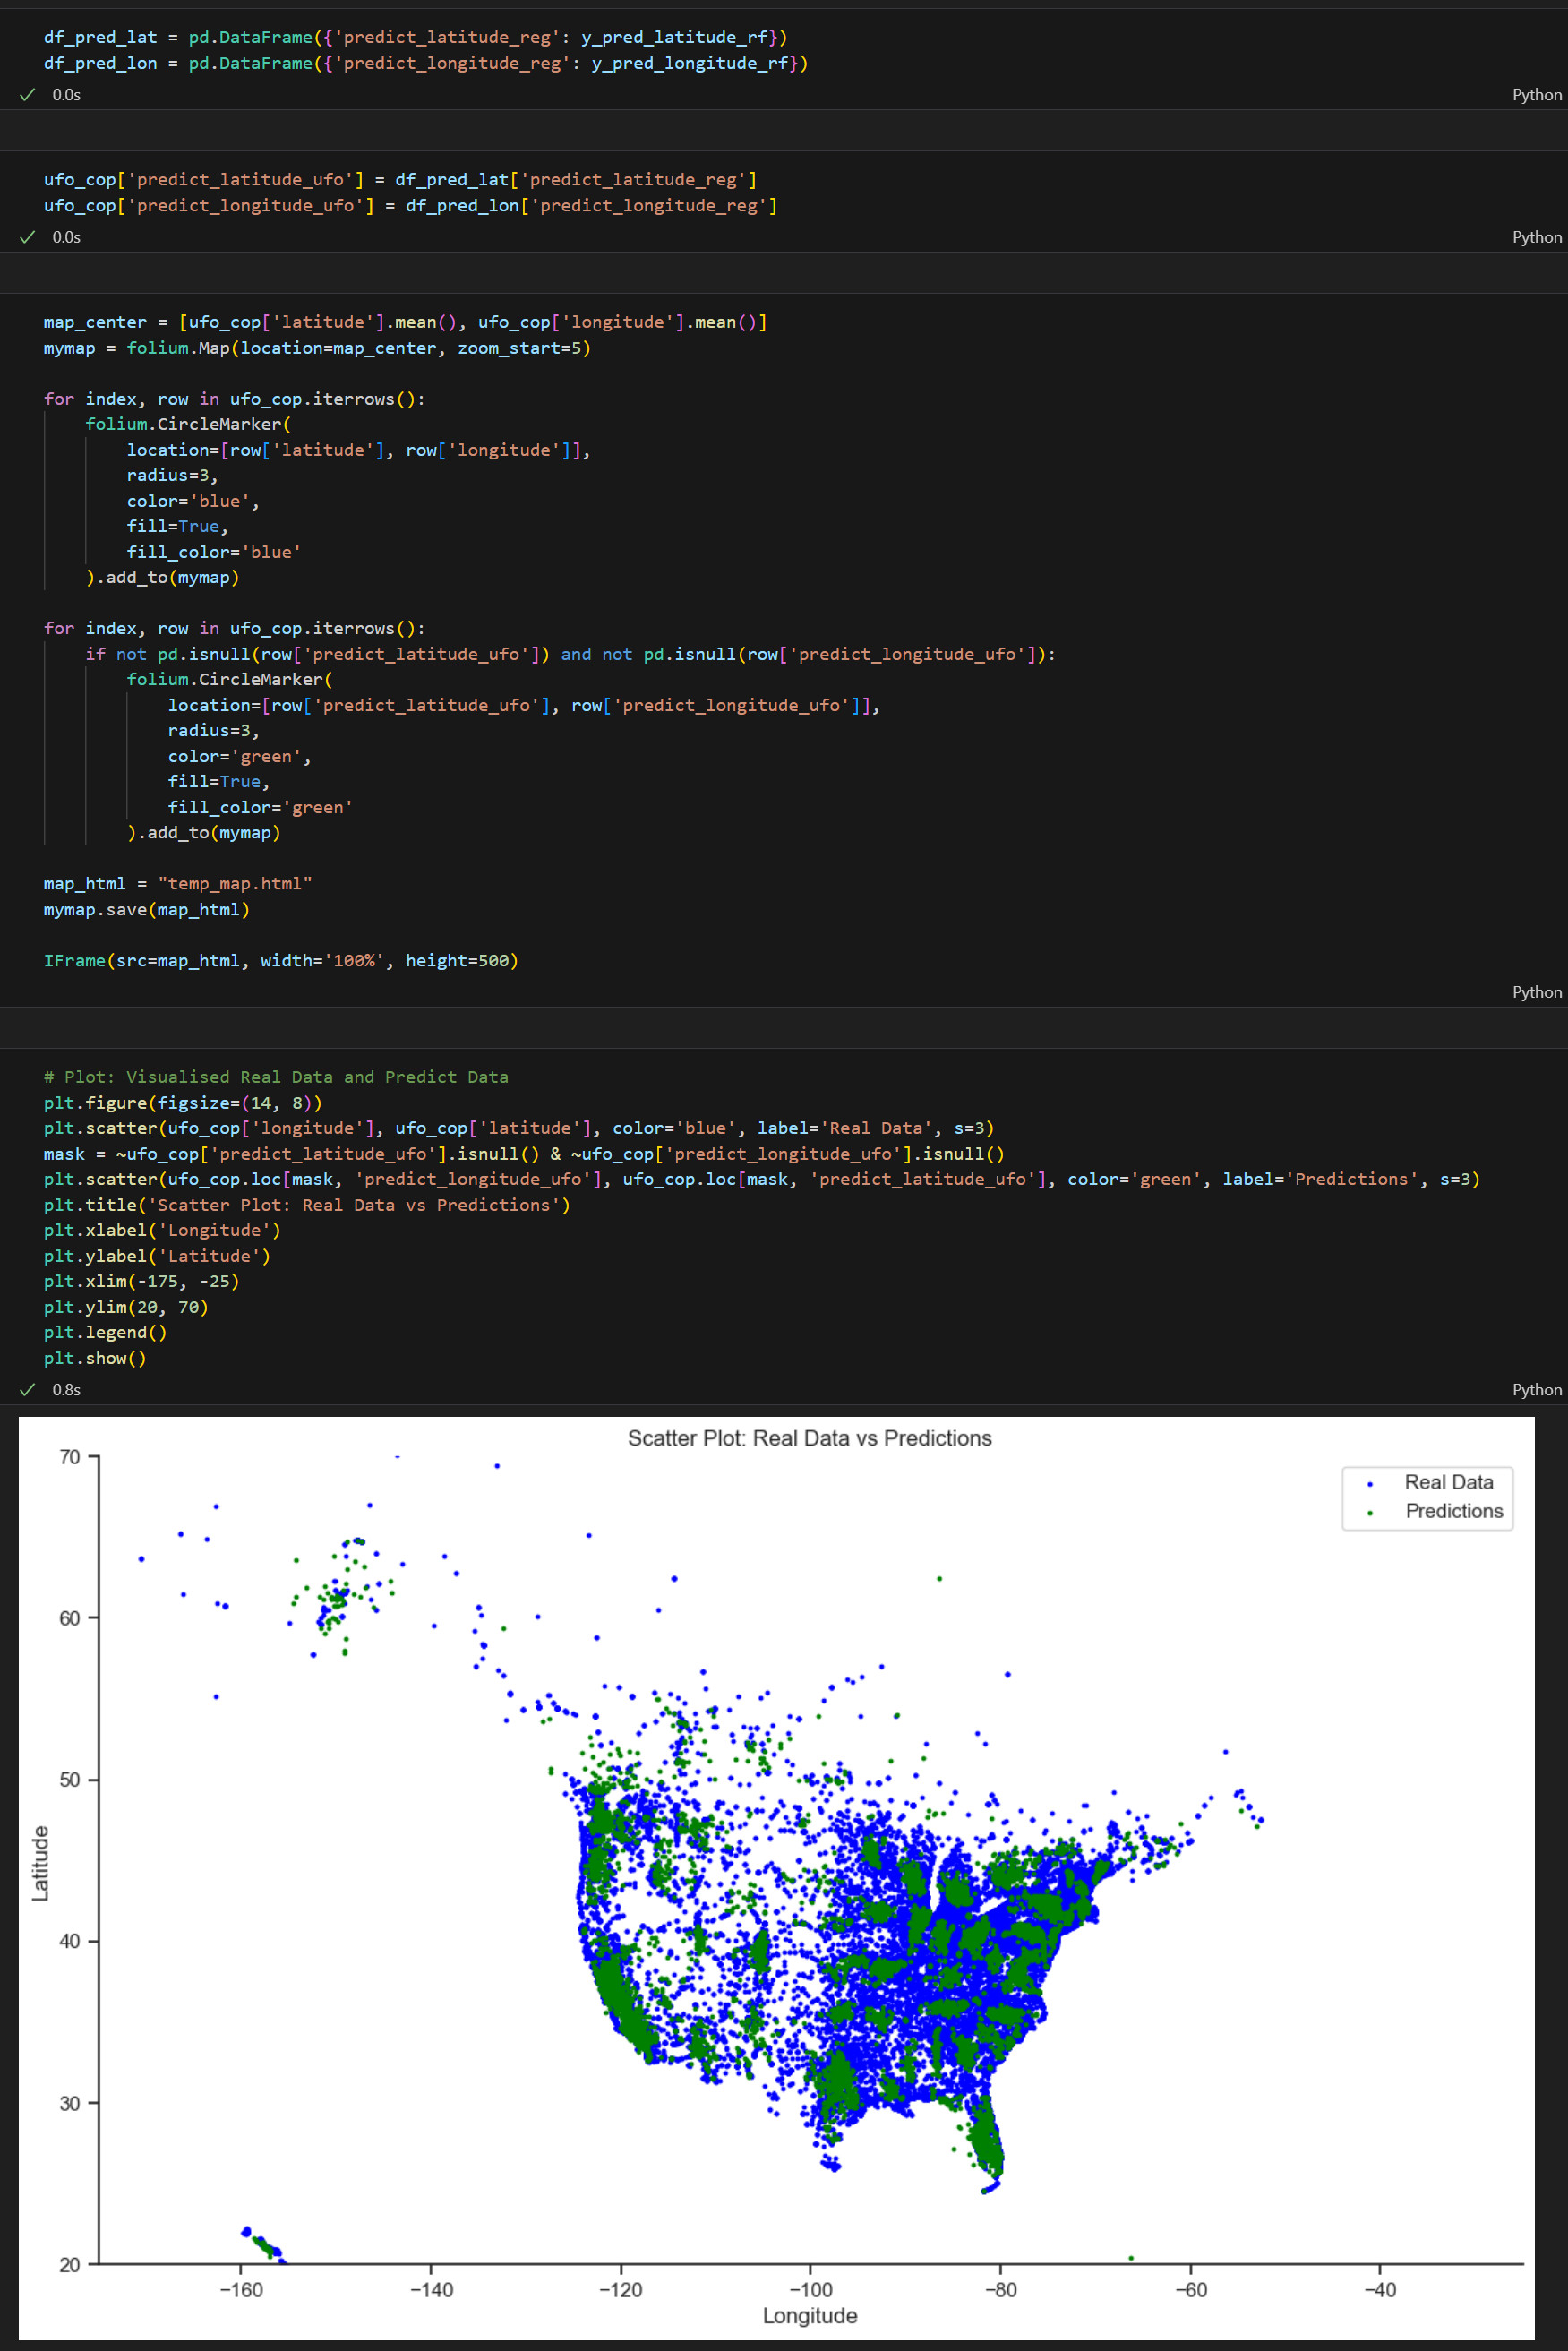 df_pred_lat = pd.DataFrame({'predict_latitude_reg': y_pred_latitude_rf})
df_pred_lon = pd.DataFrame({'predict_longitude_reg': y_pred_longitude_rf})
0.0s
Python
ufo_cop['predict_latitude_ufo'] = df_pred_lat['predict_latitude_reg']
ufo_cop['predict_longitude_ufo'] = df_pred_lon['predict_longitude_reg']
0.0s
Python
map_center = [ufo_cop['latitude'].mean(), ufo_cop['longitude'].mean()]
mymap = folium.Map(location=map_center, zoom_start=5)
for index, row in ufo_cop.iterrows():
    folium.CircleMarker(
        location=[row['latitude'], row['longitude']],
        radius=3,
        color='blue',
        fill=True,
        fill_color='blue'
    ).add_to(mymap)
for index, row in ufo_cop.iterrows():
    if not pd.isnull(row['predict_latitude_ufo']) and not pd.isnull(row['predict_longitude_ufo']):
        folium.CircleMarker(
            location=[row['predict_latitude_ufo'], row['predict_longitude_ufo']],
            radius=3,
            color='green',
            fill=True,
            fill_color='green'
        ).add_to(mymap)
map_html = "temp_map.html"
mymap.save(map_html)
IFrame(src=map_html, width='100%', height=500)
Python
# Plot: Visualised Real Data and Predict Data
plt.figure(figsize=(14, 8))
plt.scatter(ufo_cop['longitude'], ufo_cop['latitude'], color='blue', label='Real Data', s=3)
mask = ~ufo_cop['predict_latitude_ufo'].isnull() & ~ufo_cop['predict_longitude_ufo'].isnull()
plt.scatter(ufo_cop.loc[mask, 'predict_longitude_ufo'], ufo_cop.loc[mask, 'predict_latitude_ufo'], color='green', label='Predictions', s=3)
plt.title('Scatter Plot: Real Data vs Predictions')
plt.xlabel('Longitude')
plt.ylabel('Latitude')
plt.xlim(-175, -25)
plt.ylim(20, 70)
plt.legend()
plt.show()
0.8s
Python
Scatter Plot: Real Data vs Predictions
Real Data
Predictions
70
60
50
40
30
20
Latitude
−160
−140
−120
−100
−80
−60
−40
Longitude